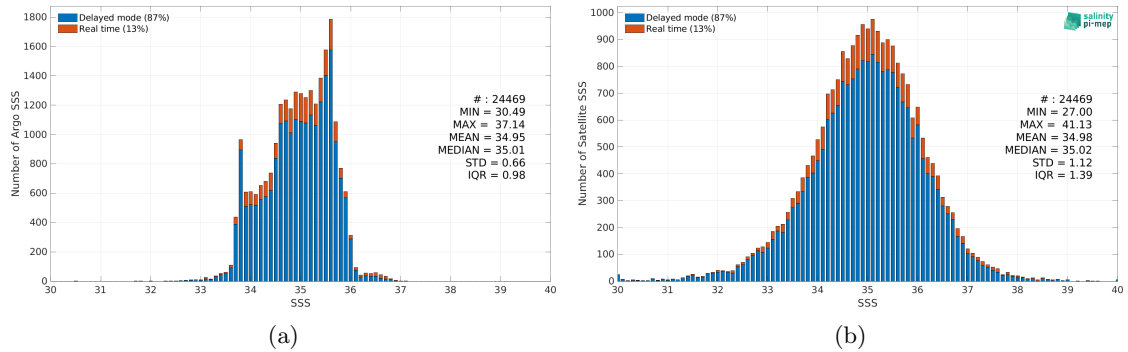 Delayed mode (87%)
Real time (13%)
Number of Argo SSS
1800
1600
1400
1200
1000
800
600
400
200
0
# : 24469
MIN = 30.49
MAX = 37.14
MEAN = 34.95
MEDIAN = 35.01
STD = 0.66
IQR = 0.98
30 31 32 33 34 35 36 37 38 39 40
SSS
(a)
Delayed mode (87%)
Real time (13%)
salinity
pi-mep
Number of Satellite SSS
1000
900
800
700
600
500
400
300
200
100
0
# : 24469
MIN = 27.00
MAX = 41.13
MEAN = 34.98
MEDIAN = 35.02
STD = 1.12
IQR = 1.39
30 31 32 33 34 35 36 37 38 39 40
SSS
(b)